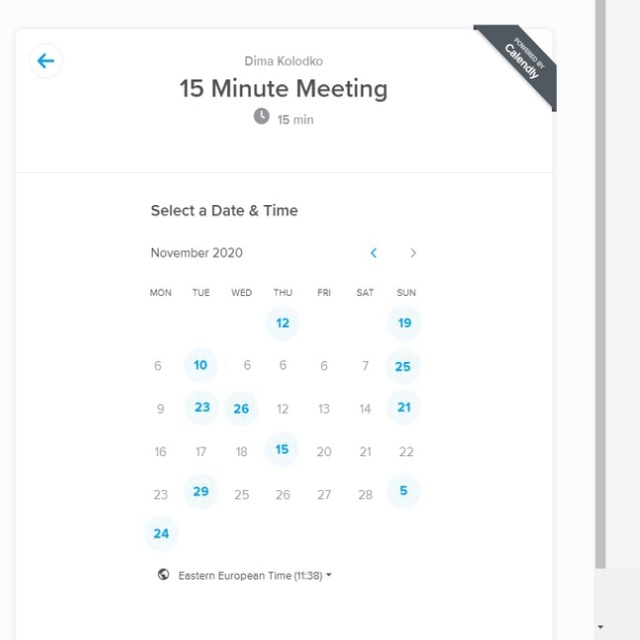 Dima Kolodko
15 Minute Meeting
15 min
POWERED BY
Calendly
Select a Date & Time
November 2020
MON TUE WED THU FRI SAT SUN
12 19
6 10 6 6 6 7 25
9 23 26 12 13 14 21
16 17 18 15 20 21 22
23 29 25 26 27 28 5
24
Eastern European Time (11:38)